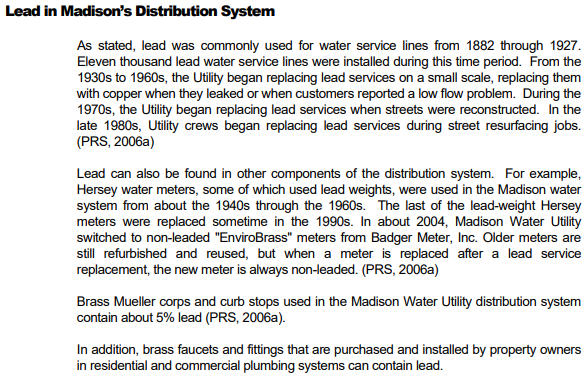 Lead in Madison's Distribution System
As stated, lead was commonly used for water service lines from 1882 through 1927.
Eleven thousand lead water service lines were installed during this time period. From the
1930s to 1960s, the Utility began replacing lead services on a small scale, replacing them
with copper when they leaked or when customers reported a low flow problem. During the
1970s, the Utility began replacing lead services when streets were reconstructed. In the
late 1980s, Utility crews began replacing lead services during street resurfacing jobs.
(PRS, 2006a)
Lead can also be found in other components of the distribution system. For example,
Hersey water meters, some of which used lead weights, were used in the Madison water
system from about the 1940s through the 1960s. The last of the lead-weight Hersey
meters were replaced sometime in the 1990s. In about 2004, Madison Water Utility
switched to non-leaded "EnviroBrass" meters from Badger Meter, Inc. Older meters are
still refurbished and reused, but when a meter is replaced after a lead service
replacement, the new meter is always non-leaded. (PRS, 2006a)
Brass Mueller corps and curb stops used in the Madison Water Utility distribution system
contain about 5% lead (PRS, 2006a).
In addition, brass faucets and fittings that are purchased and installed by property owners
in residential and commercial plumbing systems can contain lead.